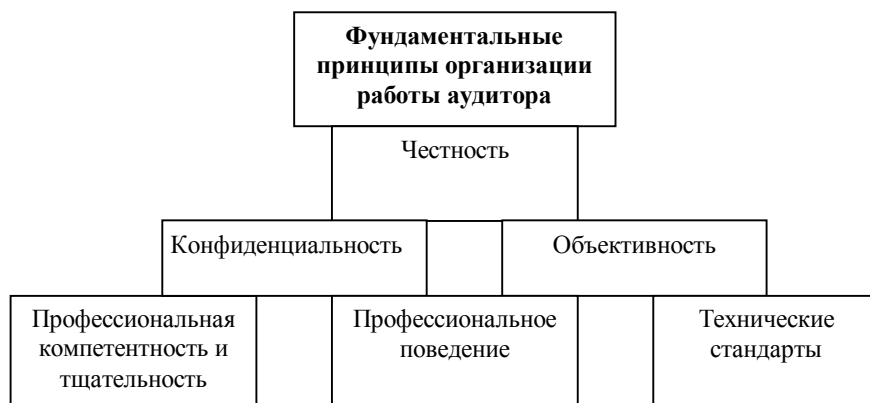 Фундаментальные
принципы организации
работы аудитора
Честность
Конфиденциальность
Объективность
Профессиональная
компетентность и
тщательность
Профессиональное
поведение
Технические
стандарты